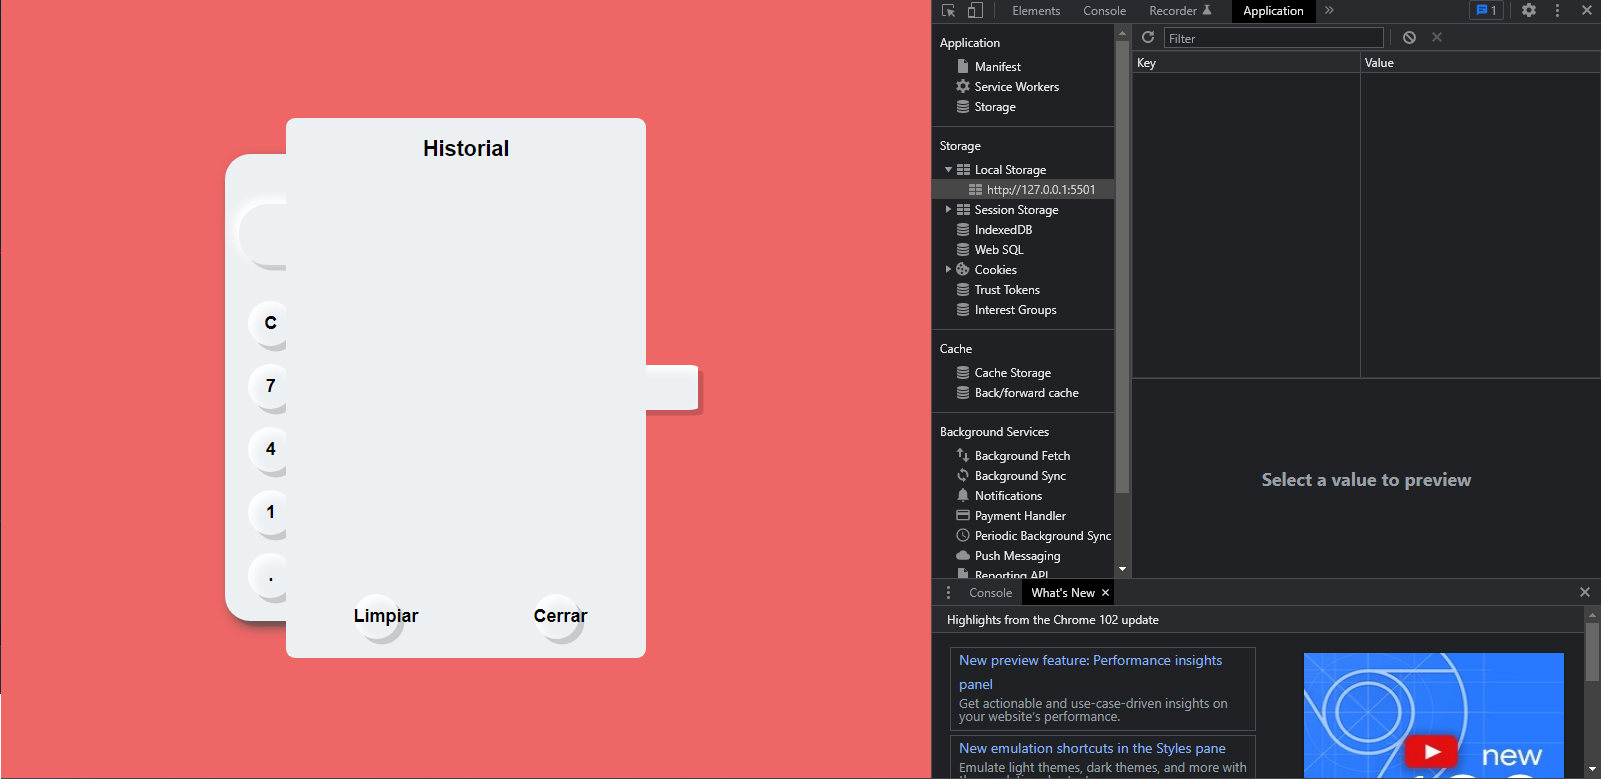 Historial
C
7
4
1
.
Limpiar
Cerrar
Elements
Console
Recorder
Application
1
Application
Manifest
Service Workers
Storage
Storage
Local Storage
http://127.0.0.1:5501
Session Storage
IndexedDB
Web SQL
Cookies
Trust Tokens
Interest Groups
Cache
Cache Storage
Back/forward cache
Background Services
Background Fetch
Background Sync
Notifications
Payment Handler
Periodic Background Sync
Push Messaging
Reporting API
Filter
Key
Value
Select a value to preview
Console
What's New
Highlights from the Chrome 102 update
New preview feature: Performance insights
panel
Get actionable and use-case-driven insights on
your website's performance.
New emulation shortcuts in the Styles pane
Emulate light themes, dark themes, and more with
new